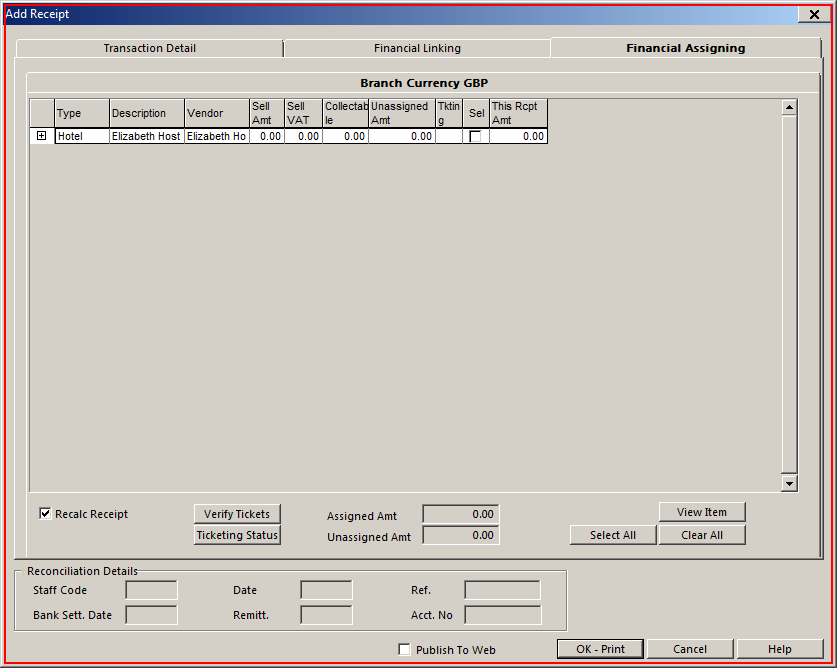 Add Receipt
Transaction Detail Financial Linking Financial Assigning
Branch Currency GBP
Type Description Vendor Sell Amt Sell VAT Collectable Unassigned Amt Tkting Sel This Rcpt Amt
Hotel Elizabeth Host Elizabeth Ho 0.00 0.00 0.00 0.00 0.00
Recalc Receipt Verify Tickets Assigned Amt 0.00 View Item
Ticketing Status Unassigned Amt 0.00 Select All Clear All
Reconciliation Details
Staff Code Date Ref.
Bank Sett. Date Remitt. Acct. No
Publish To Web OK - Print Cancel Help